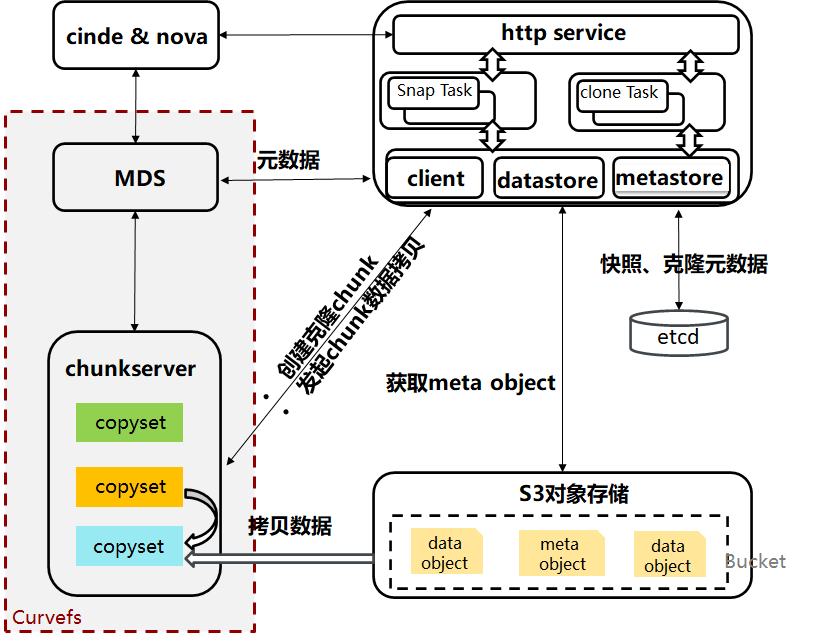 cinde & nova
http service
Snap Task
clone Task
MDS
元数据
client
datastore
metastore
快照、克隆元数据
etcd
• 创建克隆chunk
• 发起chunk数据拷贝
chunkserver
copyset
copyset
copyset
获取meta object
拷贝数据
S3对象存储
data
object
meta
object
data
object
Bucket
Curvefs